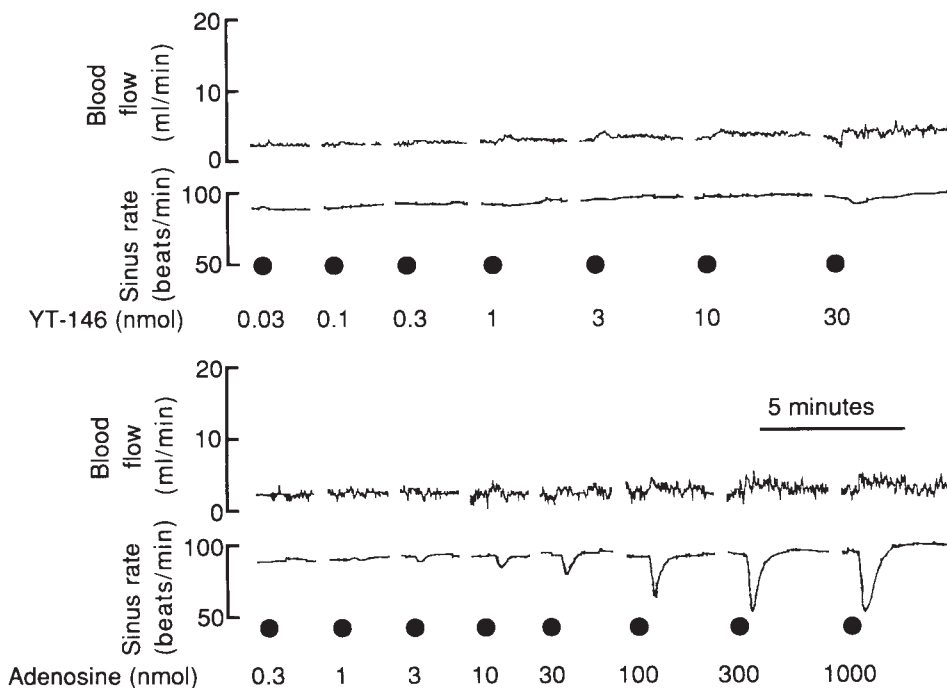 20
Blood flow (ml/min)
10
0
100
Sinus rate (beats/min)
50
YT-146 (nmol) 0.03 0.1 0.3 1 3 10 30
20
5 minutes
Blood flow (ml/min)
10
0
100
Sinus rate (beats/min)
50
Adenosine (nmol) 0.3 1 3 10 30 100 300 1000